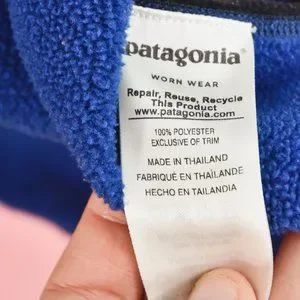 patagonia®
WORN WEAR
Repair, Reuse, Recycle
This Product
www.patagonia.com
100% POLYESTER
EXCLUSIVE OF TRIM
MADE IN THAILAND
FABRIQUÉ EN THAÏLANDE
HECHO EN TAILANDIA